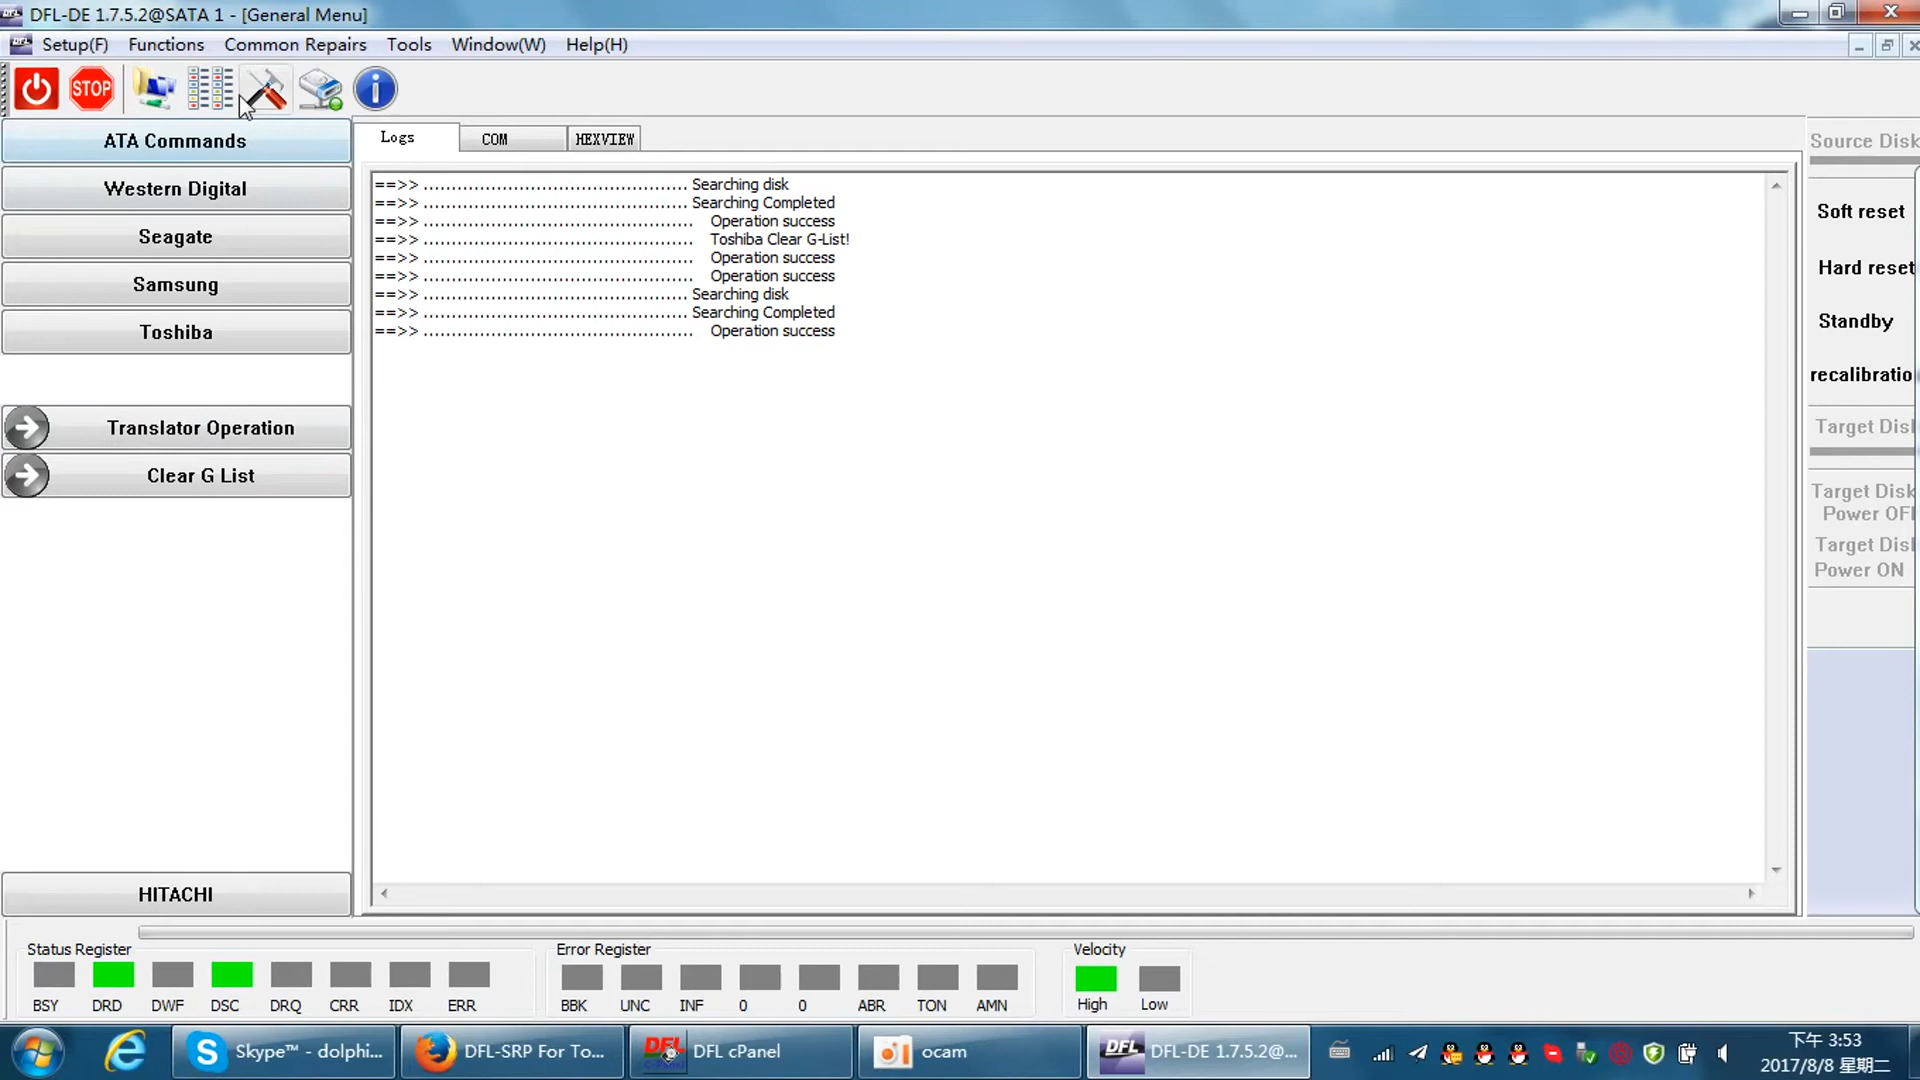 DFL-DE 1.7.5.2@SATA 1 - [General Menu]
Setup(F) Functions Common Repairs Tools Window(W) Help(H)
STOP
ATA Commands
Western Digital
Seagate
Samsung
Toshiba
Translator Operation
Clear G List
HITACHI
Logs COM HEXVIEW
==>> ............................................... Searching disk
==>> ............................................... Searching Completed
==>> ................................................ Operation success
==>> ................................................ Toshiba Clear G-List!
==>> ................................................ Operation success
==>> ................................................ Operation success
==>> ............................................... Searching disk
==>> ............................................... Searching Completed
==>> ................................................ Operation success
Source Disk
Soft reset
Hard reset
Standby
recalibratio
Target Disk
Target Disk
Power OFF
Target Disk
Power ON
Status Register
BSY DRD DWF DSC DRQ CRR IDX ERR
Error Register
BBK UNC INF 0 0 ABR TON AMN
Velocity
High Low
Skype™ - dolphi...
DFL-SRP For To...
DFL cPanel
ocam
DFL-DE 1.7.5.2@...
下午 3:53
2017/8/8 星期二